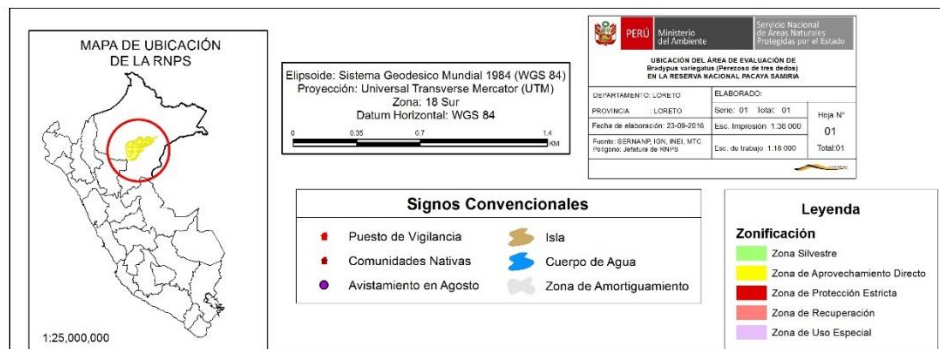 MAPA DE UBICACIÓN
DE LA RNPS
1:25,000,000
Elipsoide: Sistema Geodesico Mundial 1984 (WGS 84)
Proyección: Universal Transverse Mercator (UTM)
Zona: 18 Sur
Datum Horizontal: WGS 84
0 0.35 0.7 1.4
KM
PERÚ
Ministerio
del Ambiente
Servicio Nacional
de Áreas Naturales
Protegidas por el Estado
UBICACIÓN DEL ÁREA DE EVALUACIÓN DE
Bradypus variegatus (Perezoso de tres dedos)
EN LA RESERVA NACIONAL PACAYA SAMIRIA
DEPARTAMENTO: LORETO
ELABORADO:
PROVINCIA : LORETO
Serie: 01 Total: 01
Hoja N°
01
Total:01
Fecha de elaboración: 23-09-2016
Esc. Impresión 1:36 000
Fuente: SERNANP, IGN, INEI, MTC
Polígono: Jefatura de RNPS
Esc. de trabajo 1:18 000
Signos Convencionales
Puesto de Vigilancia
Isla
Comunidades Nativas
Cuerpo de Agua
Avistamiento en Agosto
Zona de Amortiguamiento
Leyenda
Zonificación
Zona Silvestre
Zona de Aprovechamiento Directo
Zona de Protección Estricta
Zona de Recuperación
Zona de Uso Especial